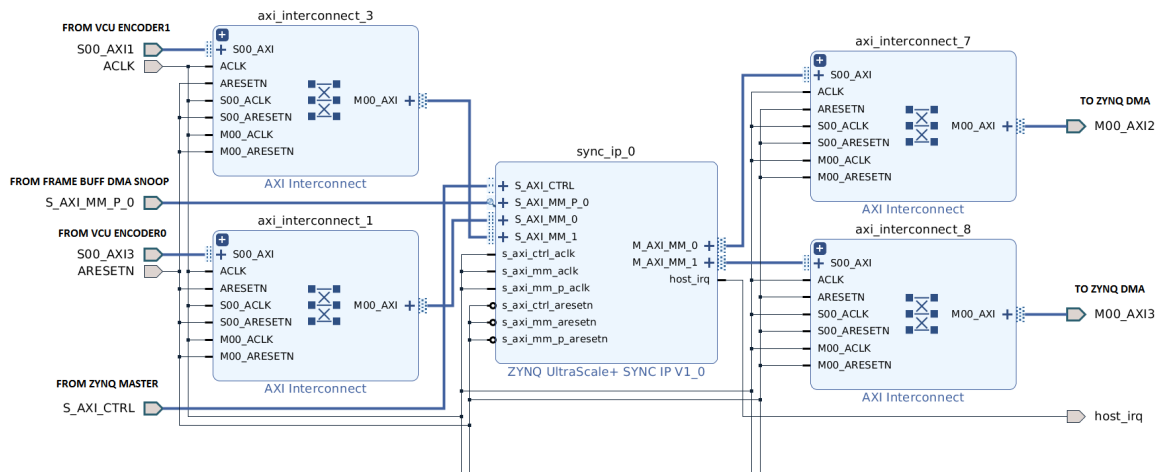 axi_interconnect_3
FROM VCU ENCODER1
S00_AXI1
ACLK
S00_AXI
ACLK
ARESETN
S00_ACLK
S00_ARESETN
M00_ACLK
M00_ARESETN
M00_AXI
AXI Interconnect
FROM FRAME BUFF DMA SNOOP
S_AXI_MM_P_0
axi_interconnect_1
FROM VCU ENCODER0
S00_AXI3
ARESETN
S00_AXI
ACLK
ARESETN
S00_ACLK
S00_ARESETN
M00_ACLK
M00_ARESETN
M00_AXI
AXI Interconnect
FROM ZYNQ MASTER
S_AXI_CTRL
sync_ip_0
S_AXI_CTRL
S_AXI_MM_P_0
S_AXI_MM_0
S_AXI_MM_1
s_axi_ctrl_aclk
s_axi_mm_aclk
s_axi_mm_p_aclk
s_axi_ctrl_aresetn
s_axi_mm_aresetn
s_axi_mm_p_aresetn
M_AXI_MM_0
M_AXI_MM_1
host_irq
ZYNQ UltraScale+ SYNC IP V1_0
axi_interconnect_7
S00_AXI
ACLK
ARESETN
S00_ACLK
S00_ARESETN
M00_ACLK
M00_ARESETN
M00_AXI
AXI Interconnect
TO ZYNQ DMA
M00_AXI2
axi_interconnect_8
S00_AXI
ACLK
ARESETN
S00_ACLK
S00_ARESETN
M00_ACLK
M00_ARESETN
M00_AXI
AXI Interconnect
TO ZYNQ DMA
M00_AXI3
host_irq